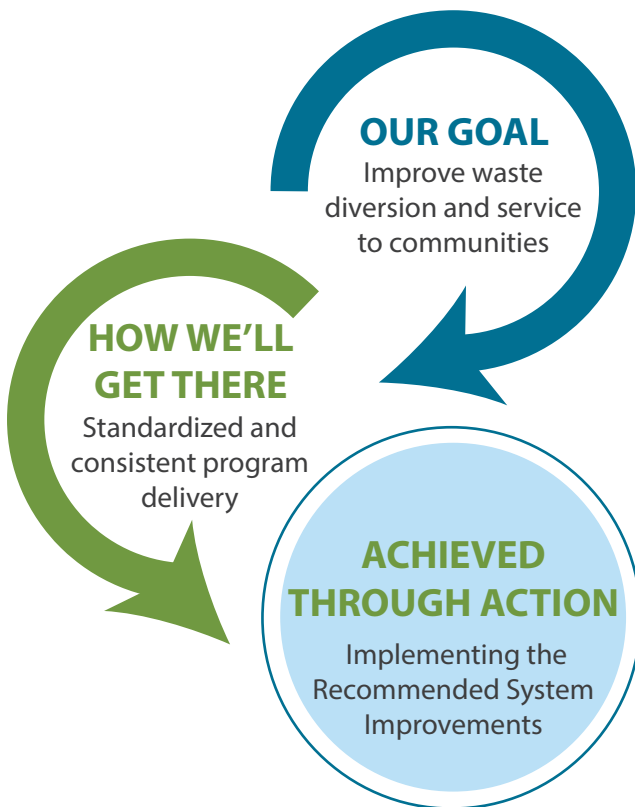 OUR GOAL
Improve waste
diversion and service
to communities
HOW WE’LL
GET THERE
Standardized and
consistent program
delivery
ACHIEVED
THROUGH ACTION
Implementing the
Recommended System
Improvements